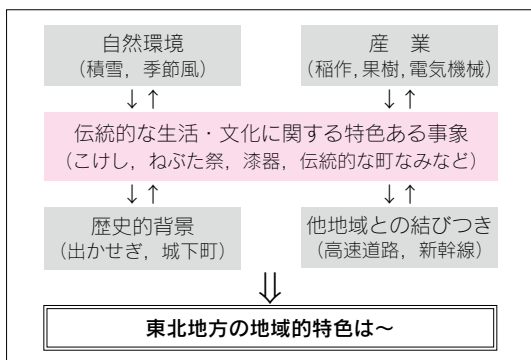 自然環境
（積雪，季節風）
産　業
（稲作，果樹，電気機械）
↓↑
↓↑
伝統的な生活・文化に関する特色ある事象
（こけし，ねぶた祭，漆器，伝統的な町なみなど）
↓↑
↓↑
歴史的背景
（出かせぎ，城下町）
他地域との結びつき
（高速道路，新幹線）
⇓
東北地方の地域的特色は～